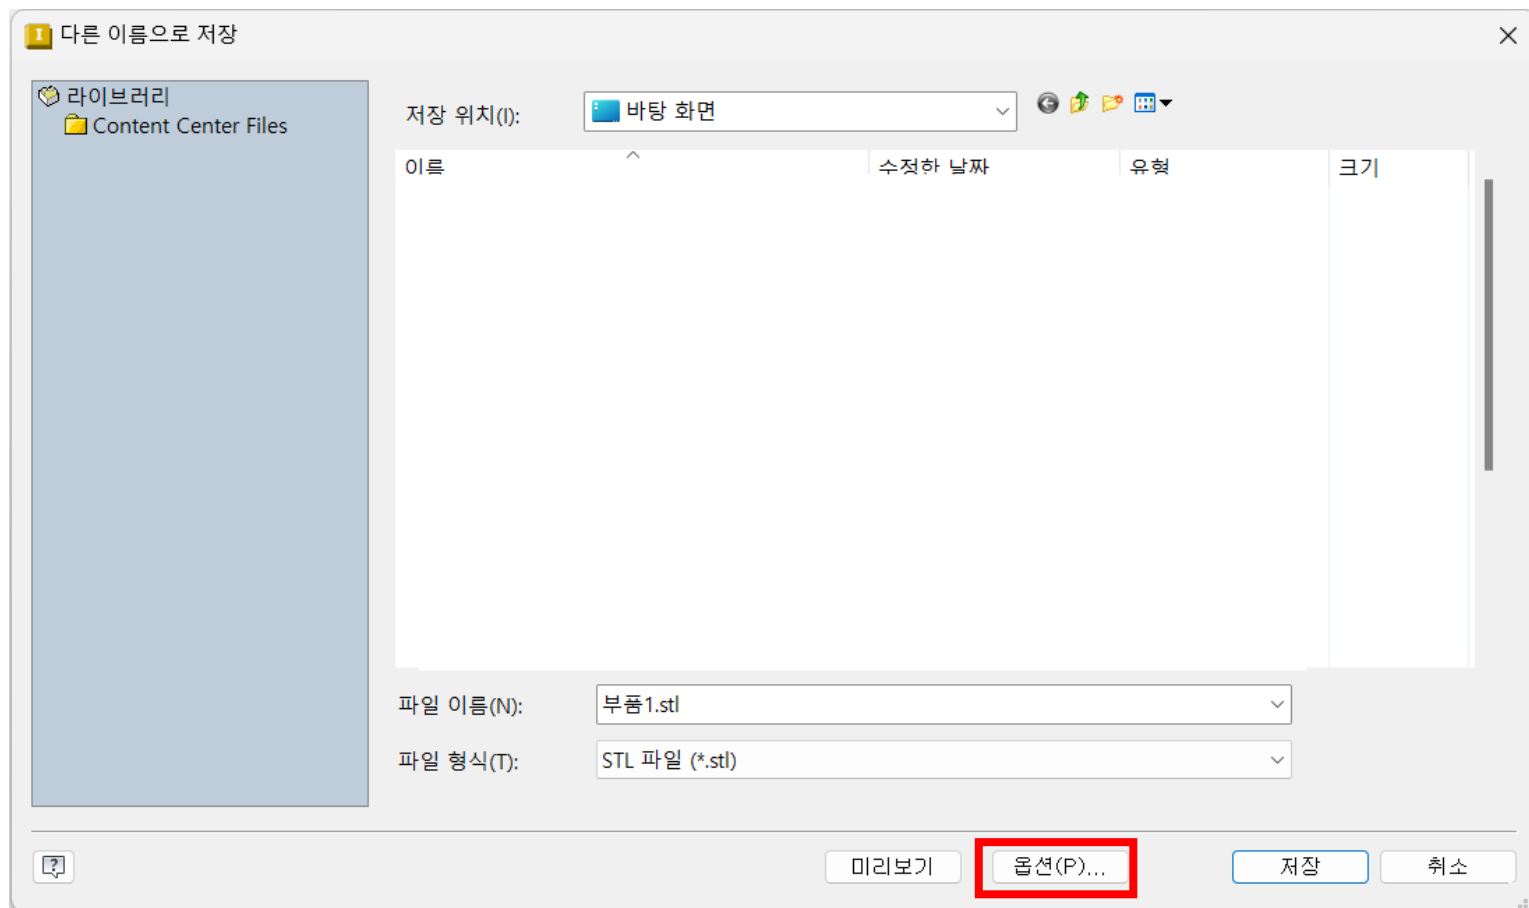 다른 이름으로 저장
라이브러리
Content Center Files
저장 위치(I):
바탕 화면
이름
수정한 날짜
유형
크기
파일 이름(N):
부품1.stl
파일 형식(T):
STL 파일 (*.stl)
미리보기
옵션(P)...
저장
취소